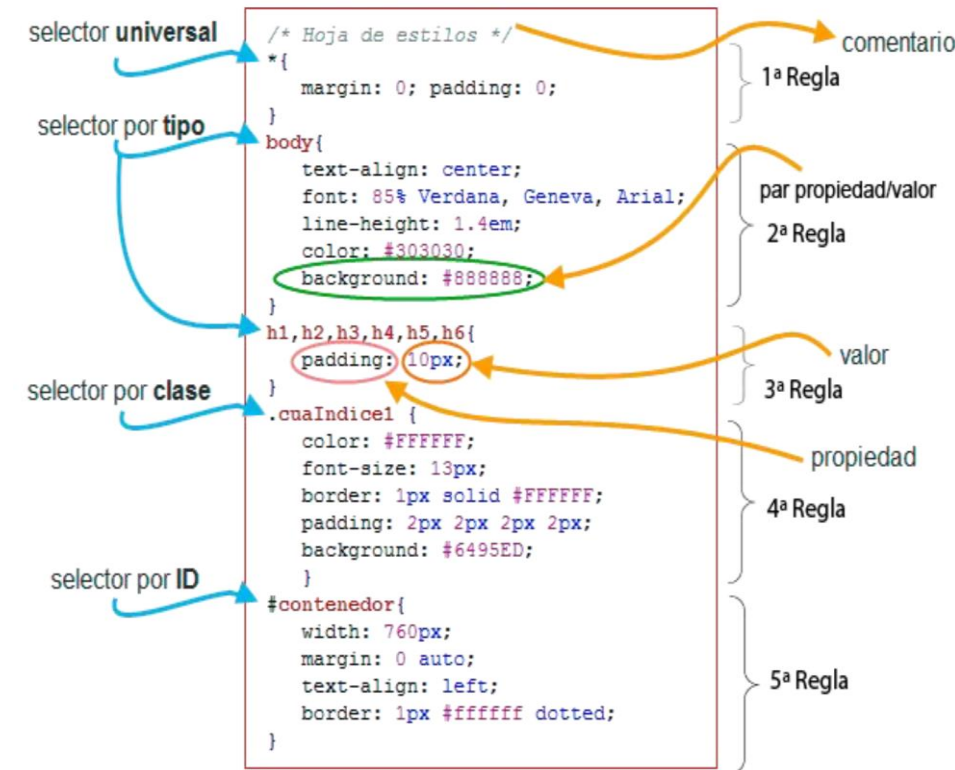 selector universal
/* Hoja de estilos */
comentario
*{
margin: 0; padding: 0;
}
1ª Regla
selector por tipo
body{
text-align: center;
font: 85% Verdana, Geneva, Arial;
line-height: 1.4em;
color: #303030;
background: #888888;
}
par propiedad/valor
2ª Regla
h1,h2,h3,h4,h5,h6{
padding: 10px;
}
valor
3ª Regla
selector por clase
.cuaIndice1 {
color: #FFFFFF;
font-size: 13px;
border: 1px solid #FFFFFF;
padding: 2px 2px 2px 2px;
background: #6495ED;
}
propiedad
4ª Regla
selector por ID
#contenedor{
width: 760px;
margin: 0 auto;
text-align: left;
border: 1px #ffffff dotted;
}
5ª Regla